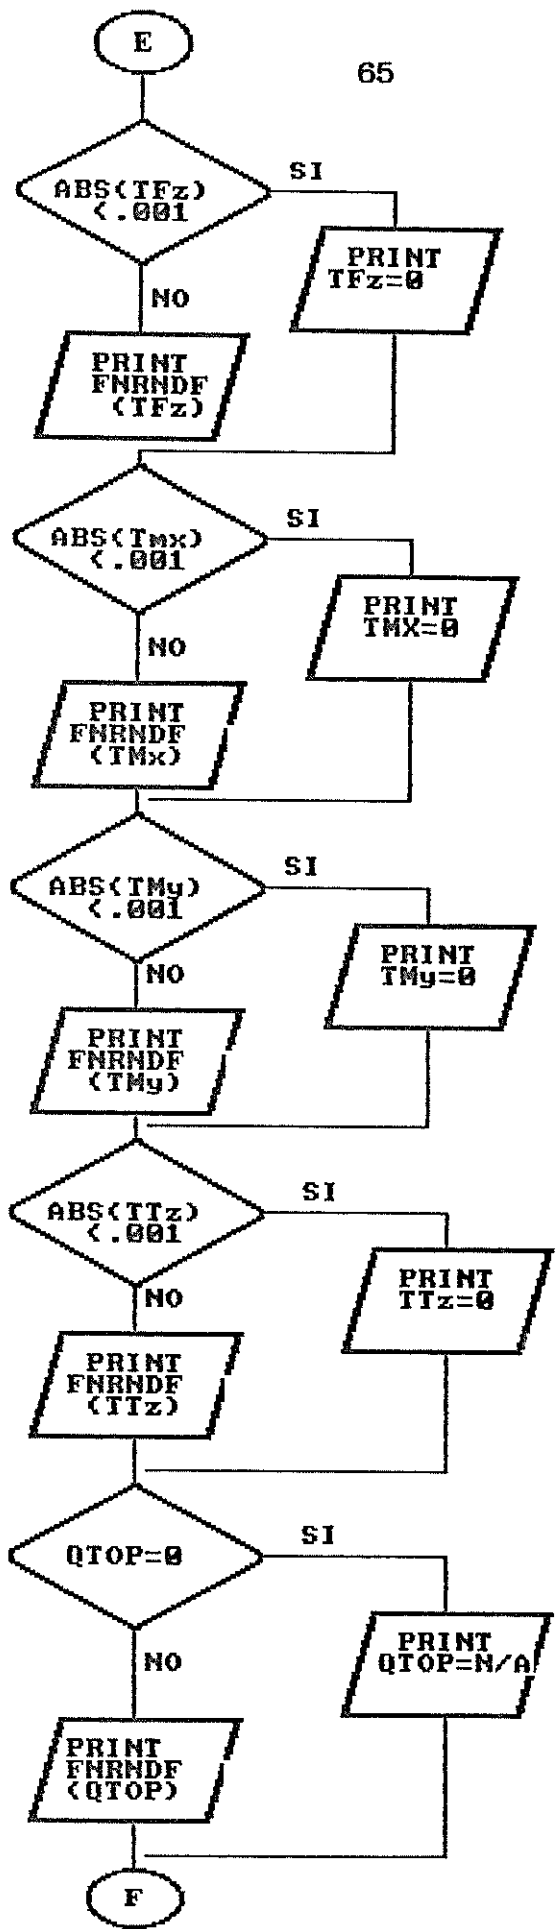 E
65
ABS(TFz)
<.001
SI
PRINT
TFz=0
NO
PRINT
FNRNDF
(TFz)
ABS(Tmx)
<.001
SI
PRINT
TMX=0
NO
PRINT
FNRNDF
(TMx)
ABS(TMy)
<.001
SI
PRINT
TMy=0
NO
PRINT
FNRNDF
(TMy)
ABS(TTz)
<.001
SI
PRINT
TTz=0
NO
PRINT
FNRNDF
(TTz)
QTOP=0
SI
PRINT
QTOP=N/A
NO
PRINT
FNRNDF
(QTOP)
F